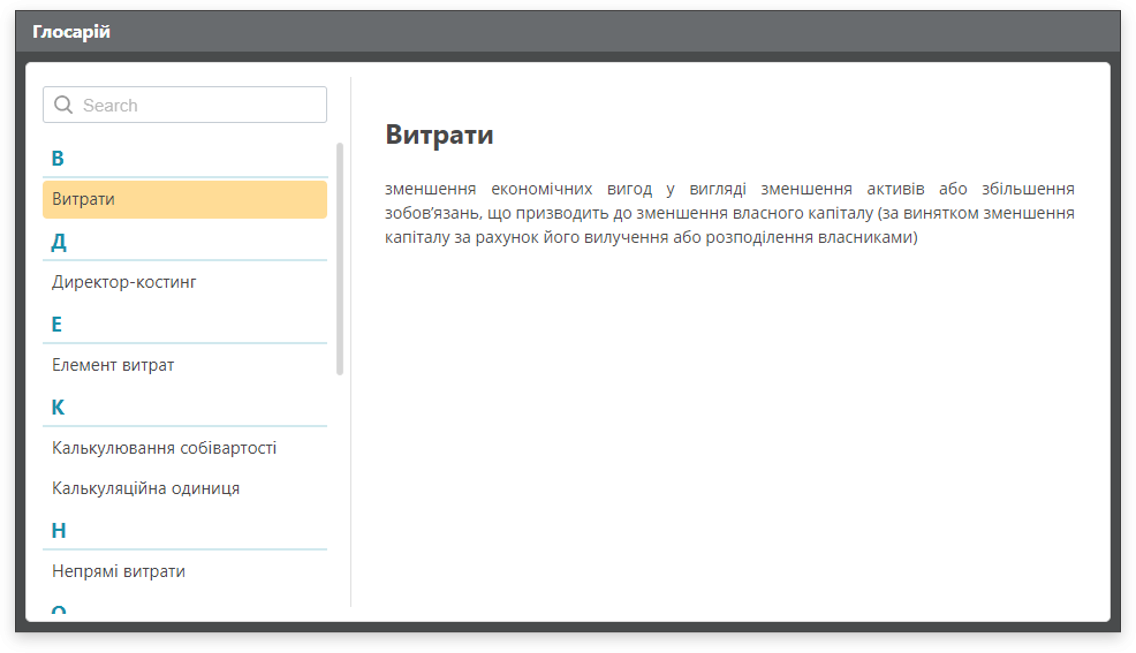 Глосарій
Search
В
Витрати
Д
Директор-костинг
Е
Елемент витрат
К
Калькулювання собівартості
Калькуляційна одиниця
Н
Непрямі витрати
Витрати
зменшення економічних вигод у вигляді зменшення активів або збільшення
зобов’язань, що призводить до зменшення власного капіталу (за винятком зменшення
капіталу за рахунок його вилучення або розподілення власниками)